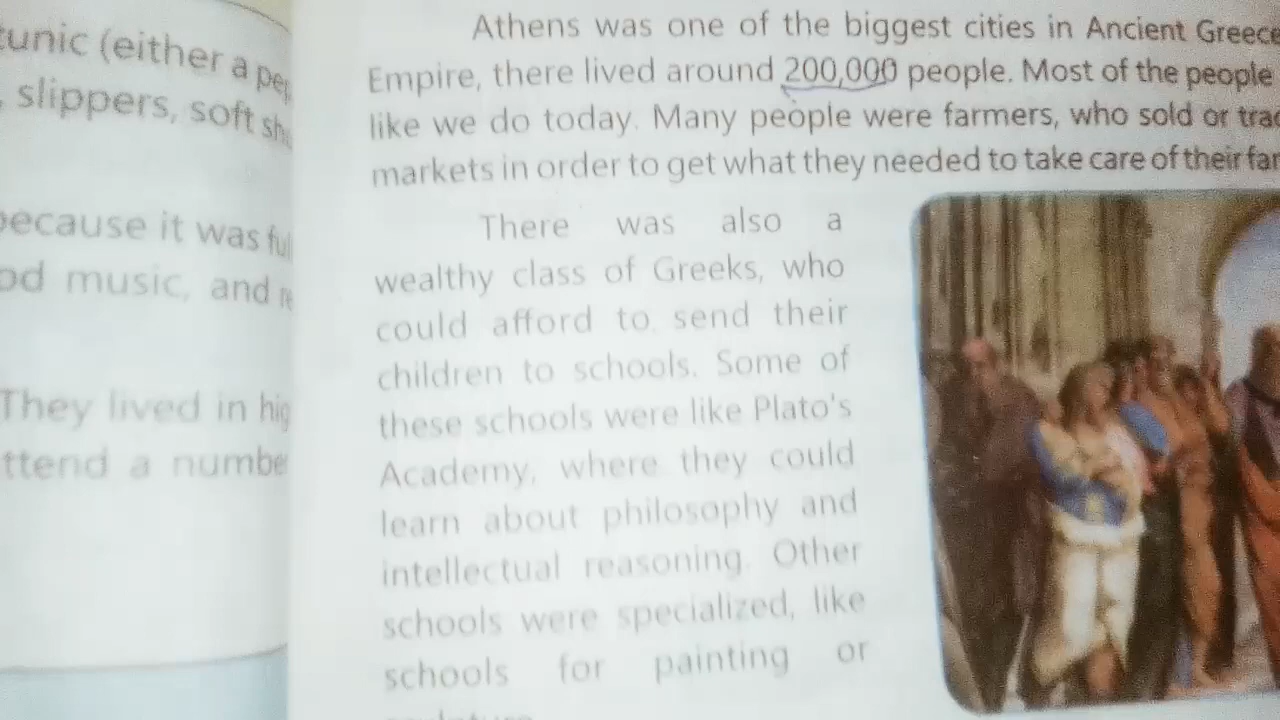 tunic (either a
slippers, soft
because it was
music, and
They lived in
a
Athens was one of the biggest cities in Ancient Greece
Empire, there lived around 200,000 people. Most of the people
like we do today. Many people were farmers, who sold or
markets in order to get what they needed to take care of their
There was also a
wealthy class of Greeks, who
could afford to send their
children to schools. Some of
these schools were like Plato's
Academy, where they could
learn about philosophy and
intellectual reasoning. Other
schools were specialized, like
schools for painting or